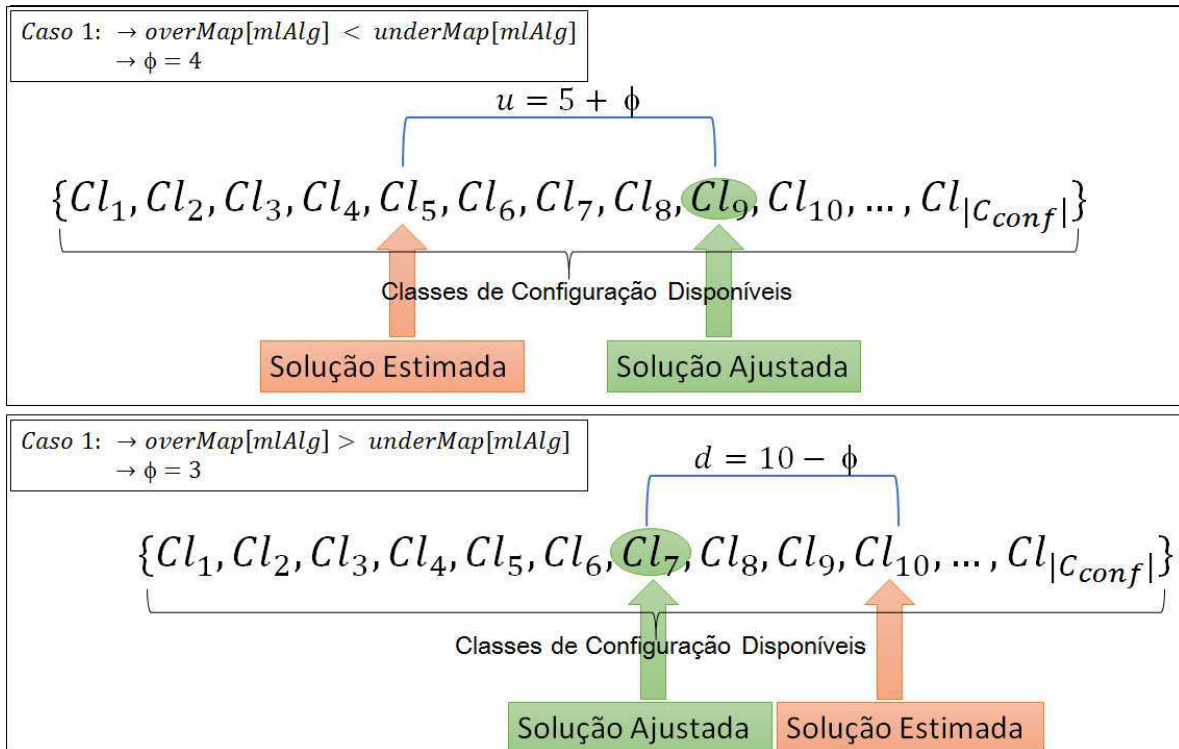 Caso 1: → overMap[mlAlg] < underMap[mlAlg]
→ ϕ = 4
u = 5 + ϕ
{Cl₁, Cl₂, Cl₃, Cl₄, Cl₅, Cl₆, Cl₇, Cl₈, Cl₉, Cl₁₀, … , Cl|C_conf|}
Classes de Configuração Disponíveis
Solução Estimada Solução Ajustada
Caso 1: → overMap[mlAlg] > underMap[mlAlg]
→ ϕ = 3
d = 10 − ϕ
{Cl₁, Cl₂, Cl₃, Cl₄, Cl₅, Cl₆, Cl₇, Cl₈, Cl₉, Cl₁₀, … , Cl|C_conf|}
Classes de Configuração Disponíveis
Solução Ajustada Solução Estimada